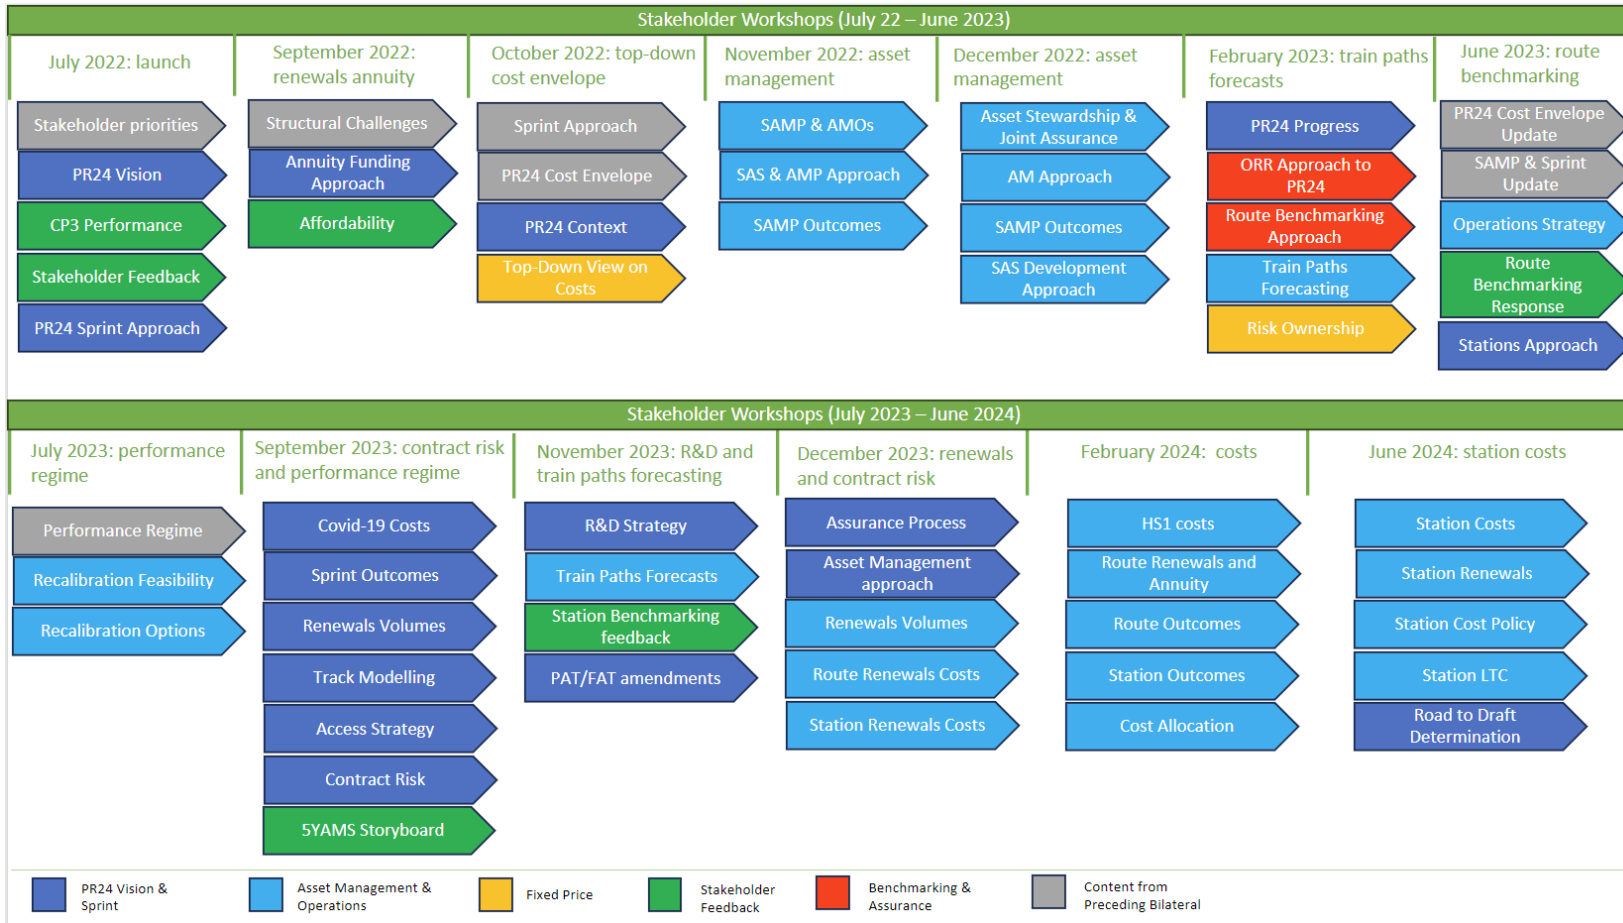 Stakeholder Workshops (July 22 – June 2023)
July 2022: launch
Stakeholder priorities
PR24 Vision
CP3 Performance
Stakeholder Feedback
PR24 Sprint Approach
September 2022:
renewals annuity
Structural Challenges
Annuity Funding
Approach
Affordability
October 2022: top-down
cost envelope
Sprint Approach
PR24 Cost Envelope
PR24 Context
Top-Down View on
Costs
November 2022: asset
management
SAMP & AMOs
SAS & AMP Approach
SAMP Outcomes
December 2022: asset
management
Asset Stewardship &
Joint Assurance
AM Approach
SAMP Outcomes
SAS Development
Approach
February 2023: train paths
forecasts
PR24 Progress
ORR Approach to
PR24
Route Benchmarking
Approach
Train Paths
Forecasting
Risk Ownership
June 2023: route
benchmarking
PR24 Cost Envelope
Update
SAMP & Sprint
Update
Operations Strategy
Route
Benchmarking
Response
Stations Approach
Stakeholder Workshops (July 2023 – June 2024)
July 2023: performance
regime
Performance Regime
Recalibration Feasibility
Recalibration Options
September 2023: contract risk
and performance regime
Covid-19 Costs
Sprint Outcomes
Renewals Volumes
Track Modelling
Access Strategy
Contract Risk
5YAMS Storyboard
November 2023: R&D and
train paths forecasting
R&D Strategy
Train Paths Forecasts
Station Benchmarking
feedback
PAT/FAT amendments
December 2023: renewals
and contract risk
Assurance Process
Asset Management
approach
Renewals Volumes
Route Renewals Costs
Station Renewals Costs
February 2024: costs
HS1 costs
Route Renewals and
Annuity
Route Outcomes
Station Outcomes
Cost Allocation
June 2024: station costs
Station Costs
Station Renewals
Station Cost Policy
Station LTC
Road to Draft
Determination
PR24 Vision &
Sprint
Asset Management &
Operations
Fixed Price
Stakeholder
Feedback
Benchmarking &
Assurance
Content from
Preceding Bilateral